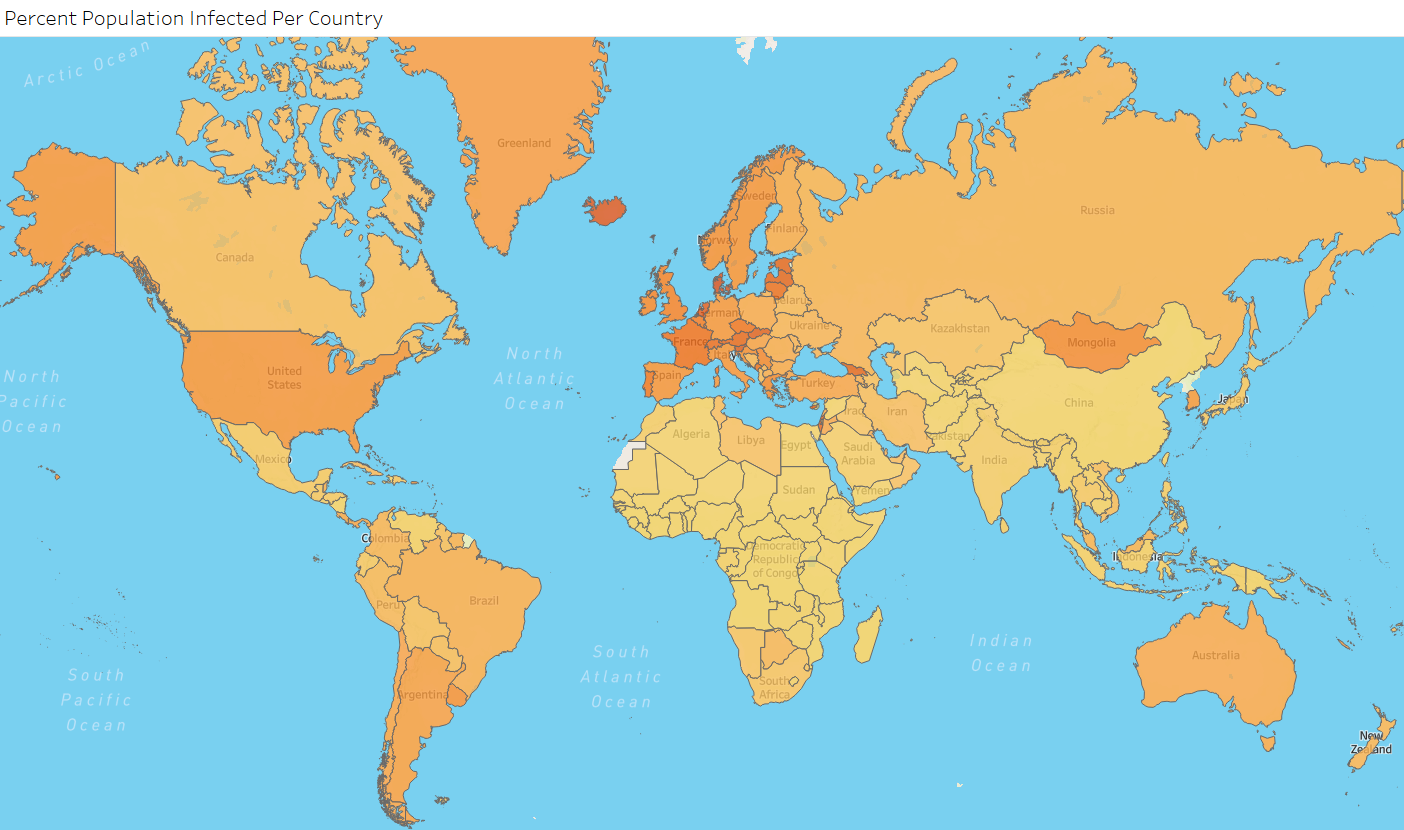 Percent Population Infected Per Country
Arctic Ocean
Greenland
Russia
Sweden
Finland
Norway
Canada
Belarus
Germany
Ukraine
Kazakhstan
France
Italy
Mongolia
North
Atlantic
Ocean
United
States
North
Pacific
Ocean
Spain
Turkey
China
Japan
Iraq
Iran
Algeria
Libya
Egypt
Pakistan
Saudi
Arabia
India
Mexico
Sudan
Yemen
Colombia
Democratic
Republic
of Congo
Indonesia
Peru
Brazil
Indian
Ocean
South
Atlantic
Ocean
Australia
South
Pacific
Ocean
South
Africa
Argentina
New
Zealand